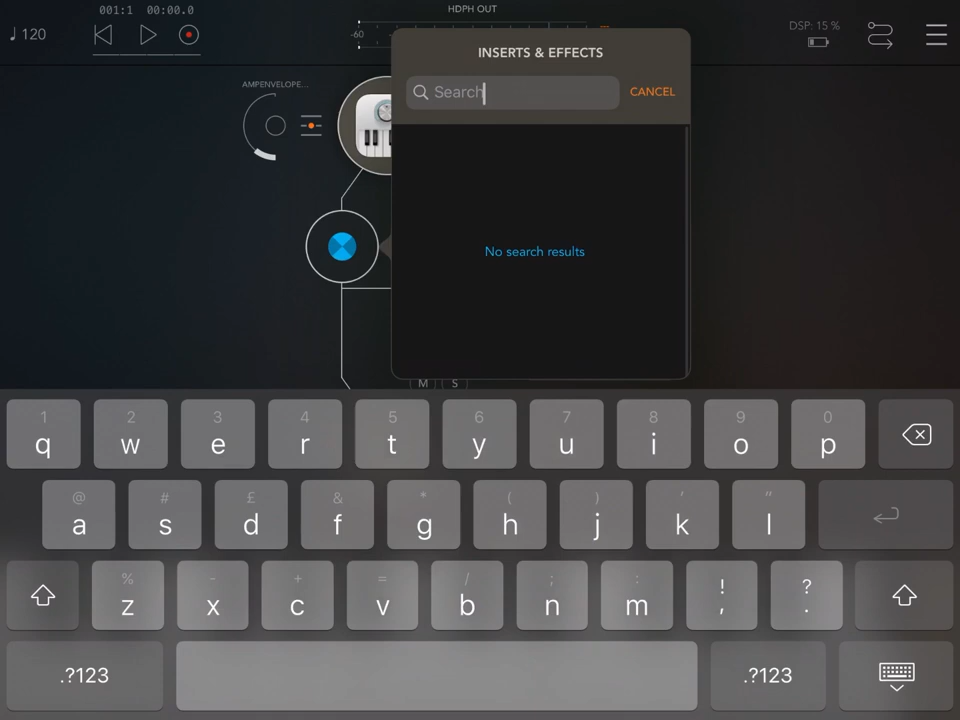 001:1 00:00.0
HDPH OUT
♩ 120
-60
DSP: 15 %
INSERTS & EFFECTS
Search
CANCEL
AMPENVELOPE...
No search results
M S
1 2 3 4 5 6 7 8 9 0
q w e r t y u i o p
@ # £ & * ( ) ' "
a s d f g h j k l
% - + = / ; : ! ?
z x c v b n m , .
.?123 .?123